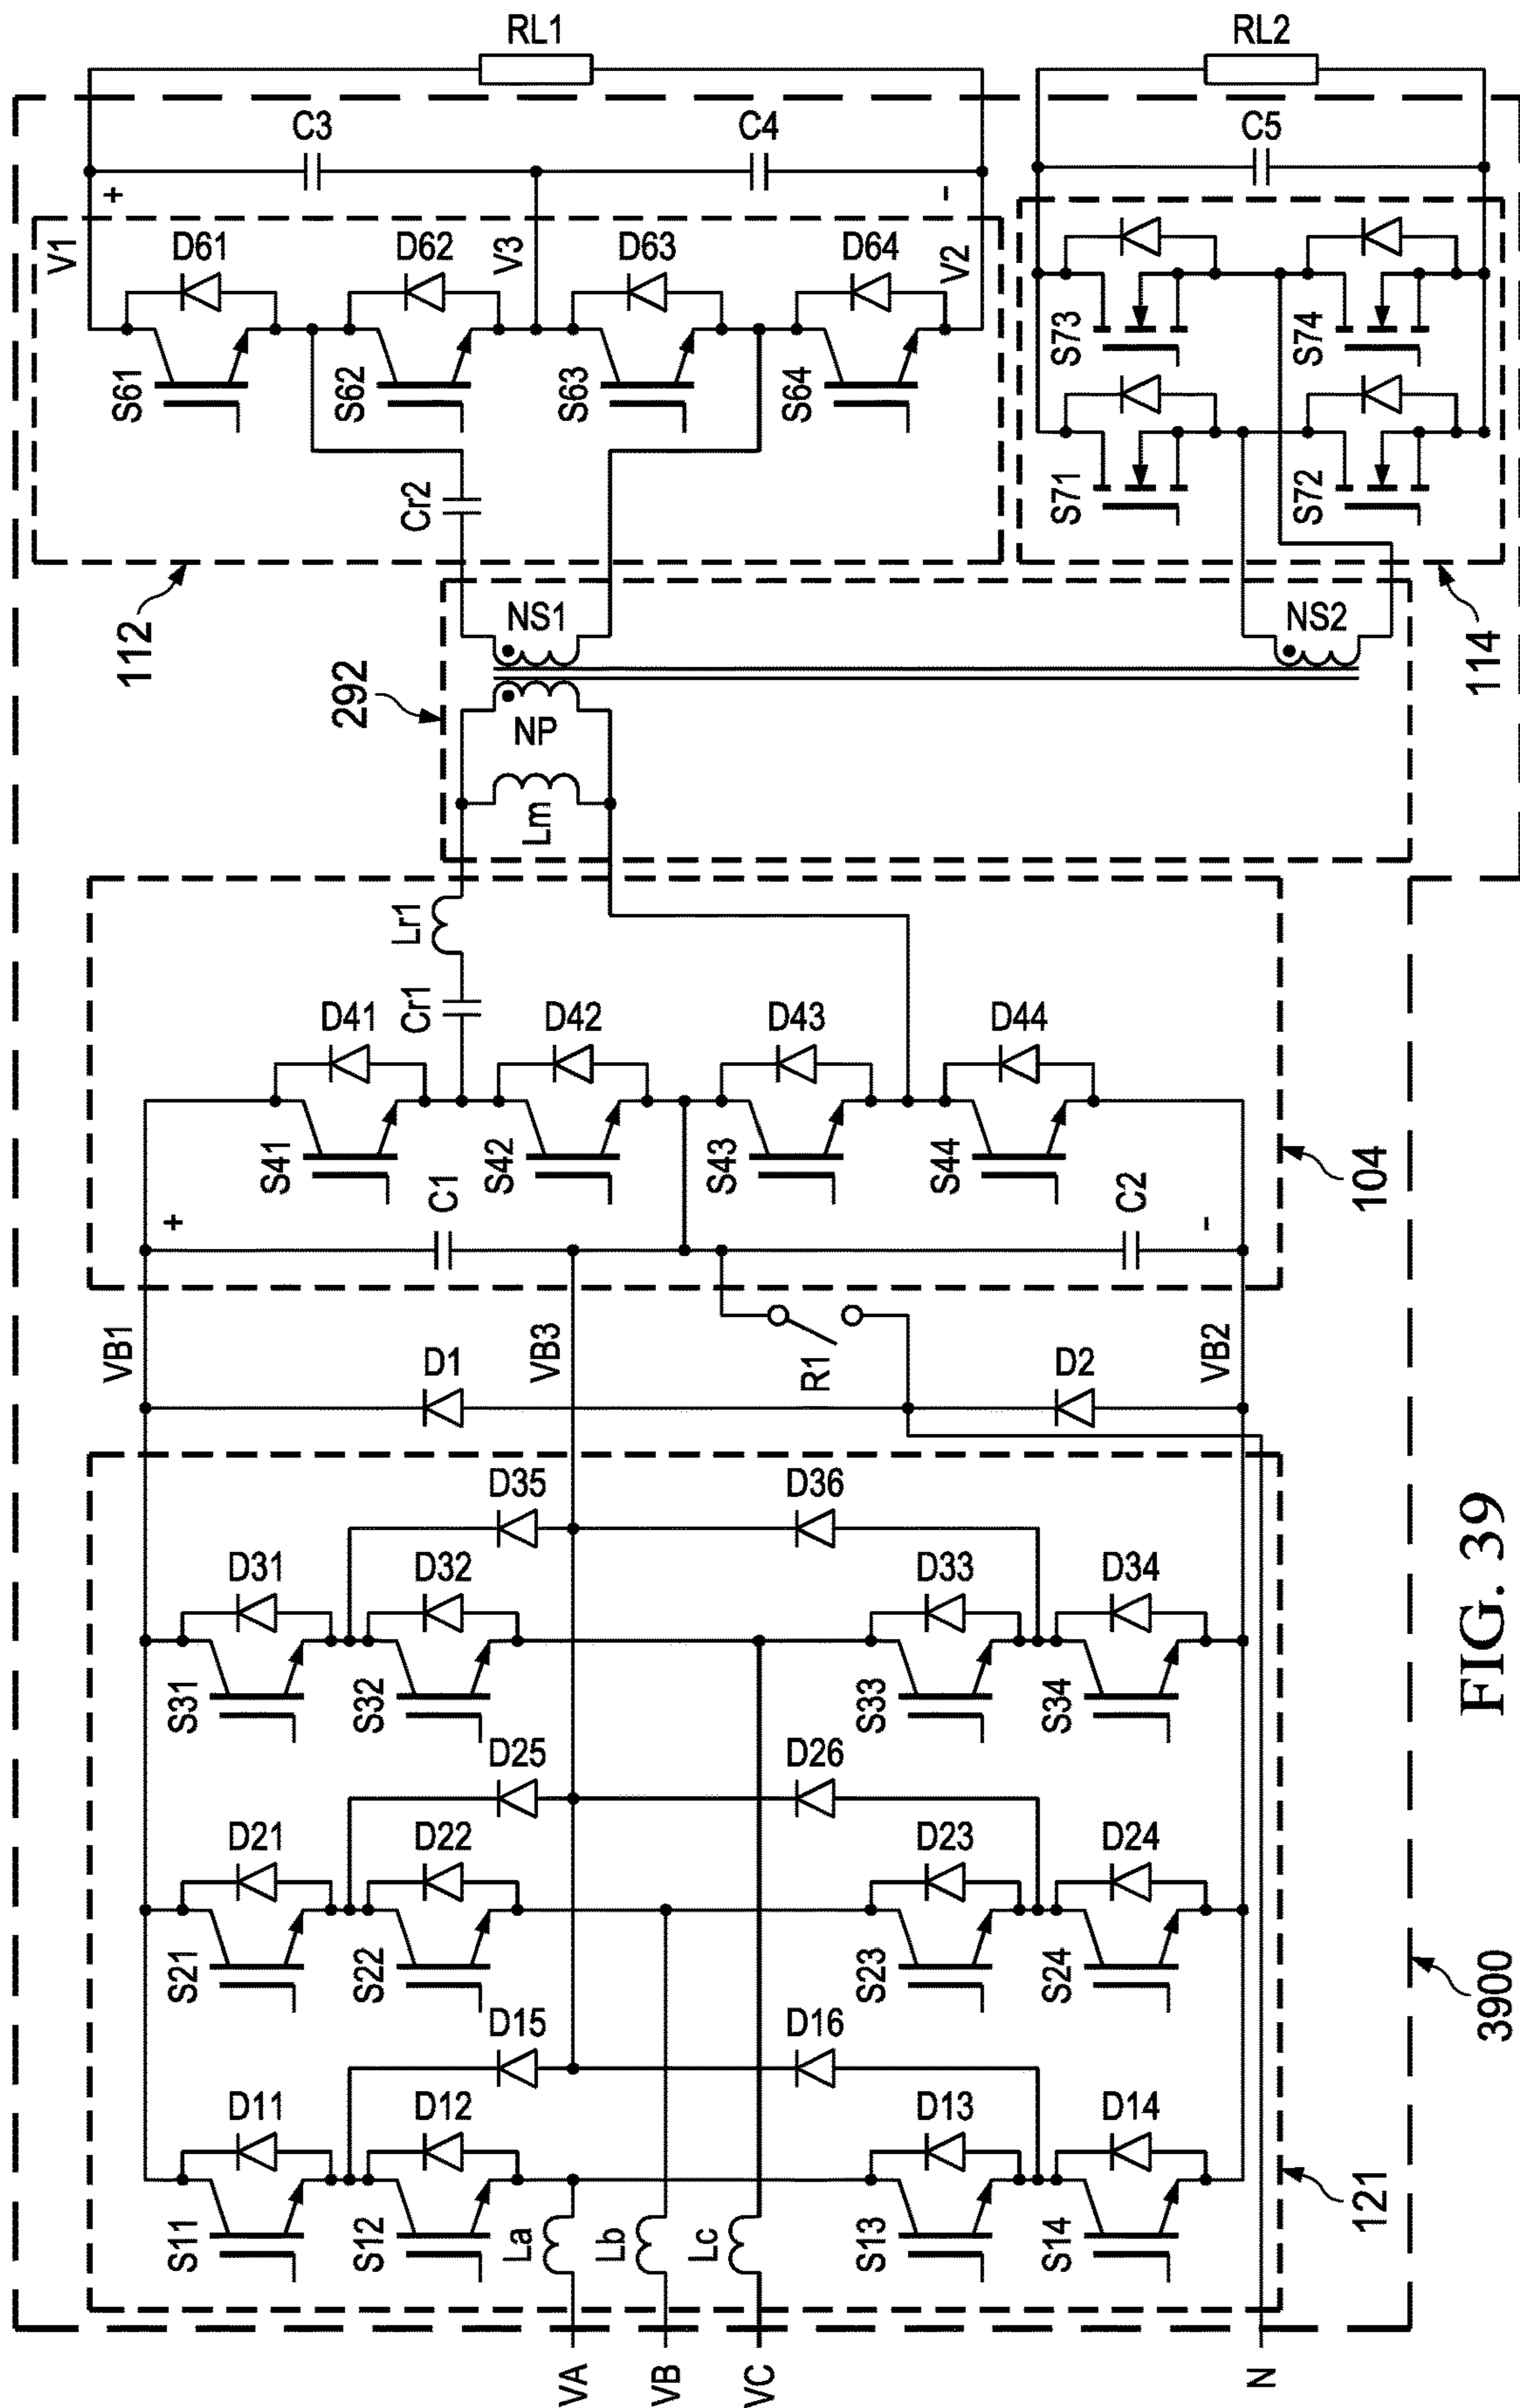 V1
+
D61
S61
D62
S62
V3
D63
S63
D64
S64
V2
-
C3
C4
RL1
Cr2
112
S71
S73
S72
S74
C5
RL2
114
292
NS1
NP
Lm
NS2
Lr1
Cr1
D41
S41
D42
S42
D43
S43
D44
S44
+
C1
C2
-
104
VB1
D1
VB3
R1
D2
VB2
D35
D36
D31
S31
D32
S32
D33
S33
D34
S34
D25
D26
D21
S21
D22
S22
D23
S23
D24
S24
D15
D16
D11
S11
D12
S12
D13
S13
D14
S14
La
Lb
Lc
121
3900
VA
VB
VC
N
FIG. 39